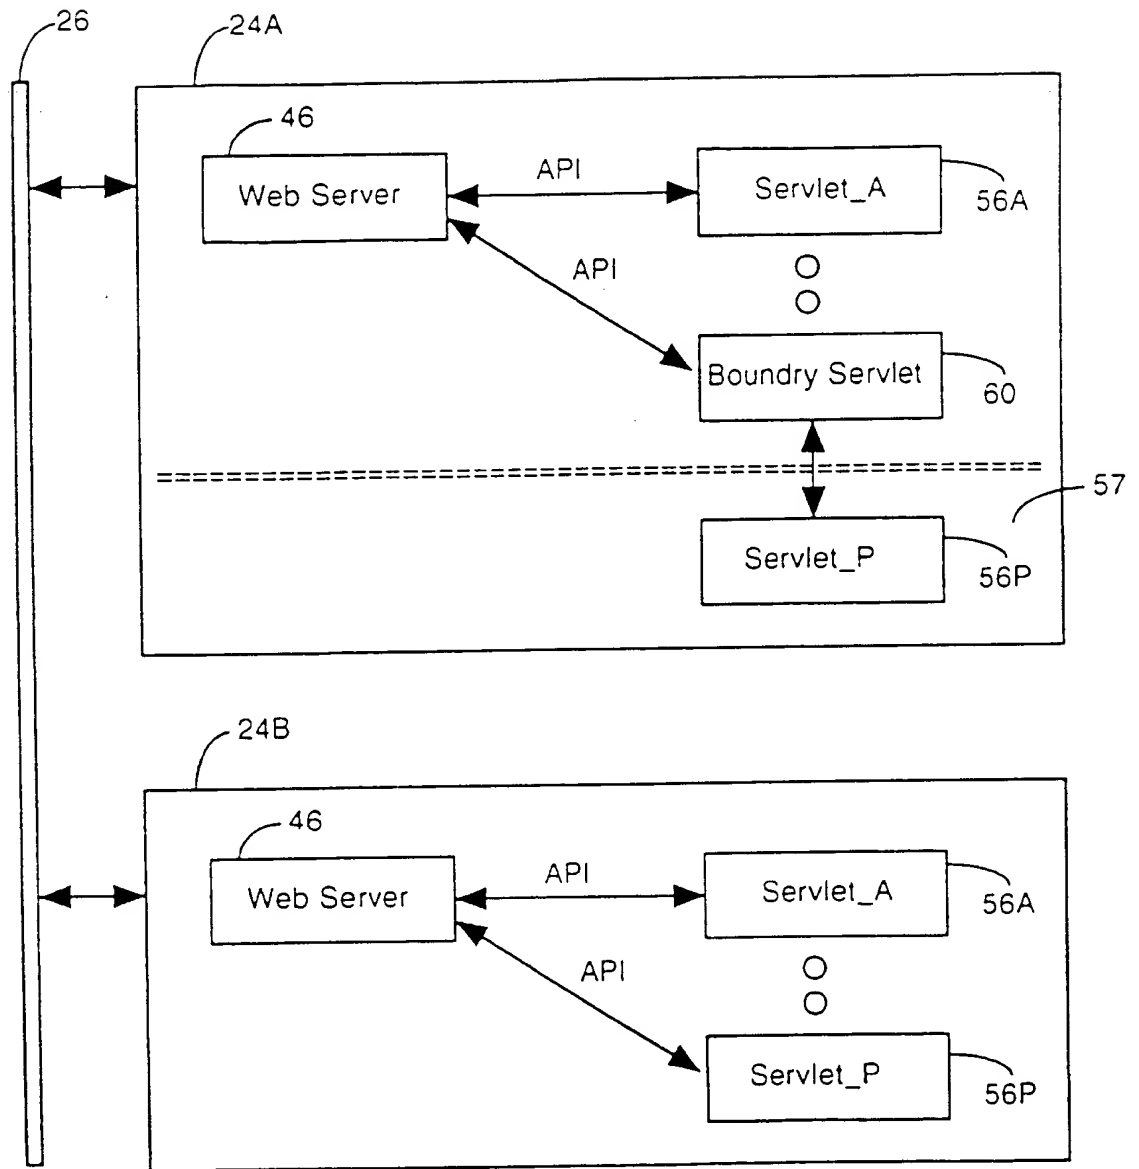 26
24A
46
Web Server
API
Servlet_A
56A
API
Boundry Servlet
60
57
Servlet_P
56P
24B
46
Web Server
API
Servlet_A
56A
API
Servlet_P
56P